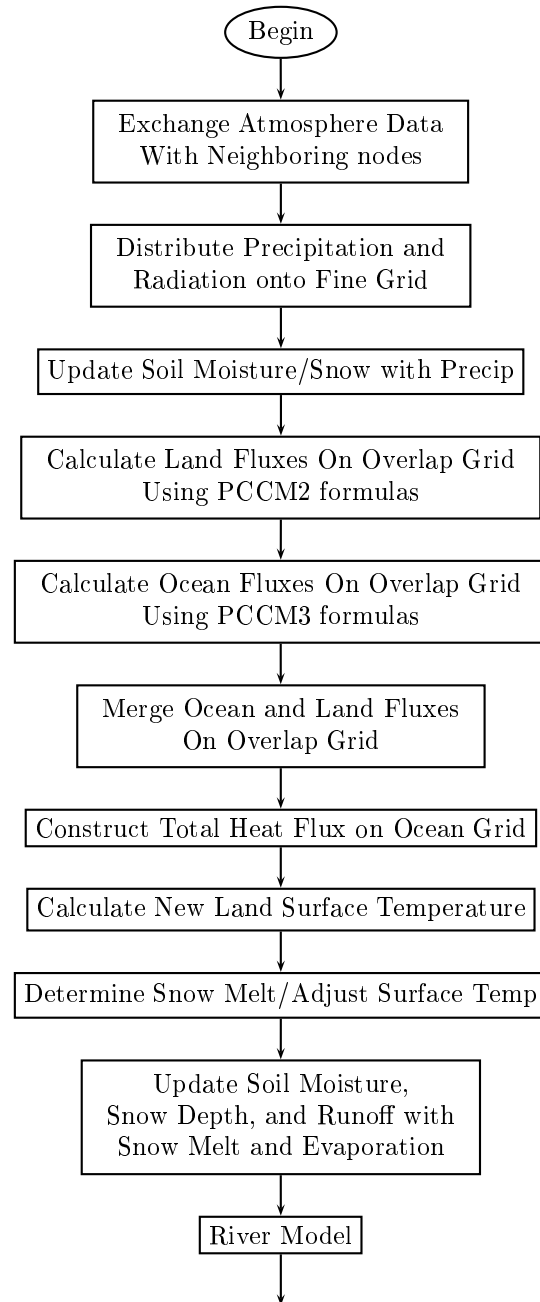 Begin
Exchange Atmosphere Data
With Neighboring nodes
Distribute Precipitation and
Radiation onto Fine Grid
Update Soil Moisture/Snow with Precip
Calculate Land Fluxes On Overlap Grid
Using PCCM2 formulas
Calculate Ocean Fluxes On Overlap Grid
Using PCCM3 formulas
Merge Ocean and Land Fluxes
On Overlap Grid
Construct Total Heat Flux on Ocean Grid
Calculate New Land Surface Temperature
Determine Snow Melt/Adjust Surface Temp
Update Soil Moisture,
Snow Depth, and Runoff with
Snow Melt and Evaporation
River Model